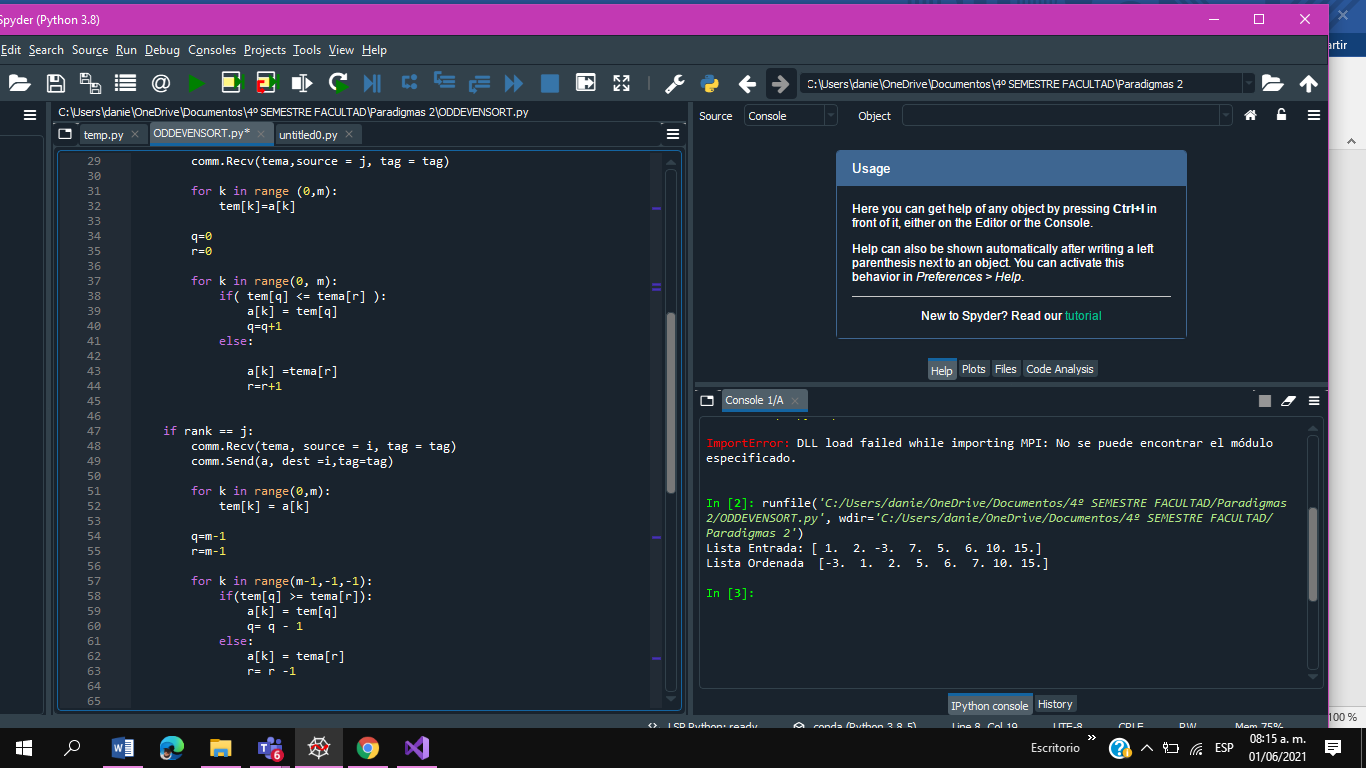 Spyder (Python 3.8)
artir
Edit Search Source Run Debug Consoles Projects Tools View Help
C:\Users\danie\OneDrive\Documentos\4º SEMESTRE FACULTAD\Paradigmas 2
C:\Users\danie\OneDrive\Documentos\4º SEMESTRE FACULTAD\Paradigmas 2\ODDEVENSORT.py
temp.py ODDEVENSORT.py* untitled0.py
29 comm.Recv(tema,source = j, tag = tag)
30
31 for k in range (0,m):
32 tem[k]=a[k]
33
34 q=0
35 r=0
36
37 for k in range(0, m):
38 if( tem[q] <= tema[r] ):
39 a[k] = tem[q]
40 q=q+1
41 else:
42
43 a[k] =tema[r]
44 r=r+1
45
46
47 if rank == j:
48 comm.Recv(tema, source = i, tag = tag)
49 comm.Send(a, dest =i,tag=tag)
50
51 for k in range(0,m):
52 tem[k] = a[k]
53
54 q=m-1
55 r=m-1
56
57 for k in range(m-1,-1,-1):
58 if(tem[q] >= tema[r]):
59 a[k] = tem[q]
60 q= q - 1
61 else:
62 a[k] = tema[r]
63 r= r -1
64
65
Source Console Object
Usage
Here you can get help of any object by pressing Ctrl+I in
front of it, either on the Editor or the Console.
Help can also be shown automatically after writing a left
parenthesis next to an object. You can activate this
behavior in Preferences > Help.
New to Spyder? Read our tutorial
Help Plots Files Code Analysis
Console 1/A
ImportError: DLL load failed while importing MPI: No se puede encontrar el módulo
especificado.
In [2]: runfile('C:/Users/danie/OneDrive/Documentos/4º SEMESTRE FACULTAD/Paradigmas
2/ODDEVENSORT.py', wdir='C:/Users/danie/OneDrive/Documentos/4º SEMESTRE FACULTAD/
Paradigmas 2')
Lista Entrada: [ 1. 2. -3. 7. 5. 6. 10. 15.]
Lista Ordenada [-3. 1. 2. 5. 6. 7. 10. 15.]
In [3]:
IPython console History
100 %
LSP Python: ready conda (Python 3.8.5) Line 8, Col 19 UTF-8 CRLF RW Mem 75%
6
Escritorio
ESP
08:15 a. m.
01/06/2021